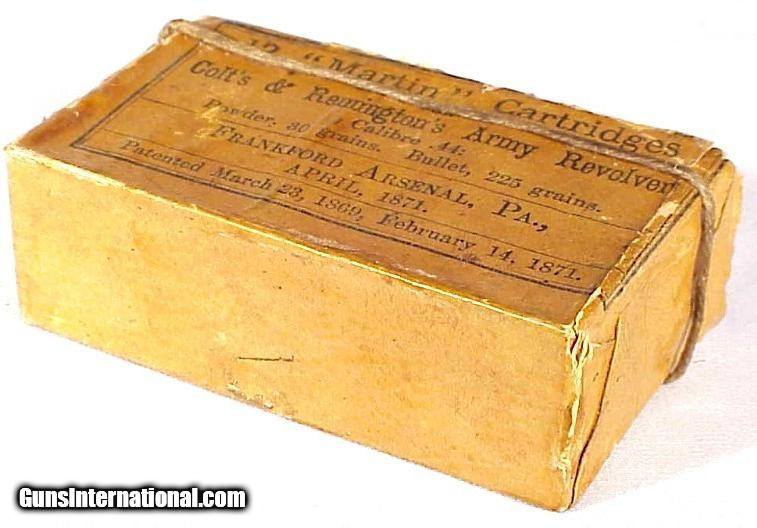 12 "Martin" Cartridges
Colt's & Remington's Army Revolver
Calibre .44.
Powder, 30 grains. Bullet, 225 grains.
FRANKFORD ARSENAL, PA.,
APRIL, 1871.
Patented March 23, 1869, February 14, 1871.
GunsInternational.com